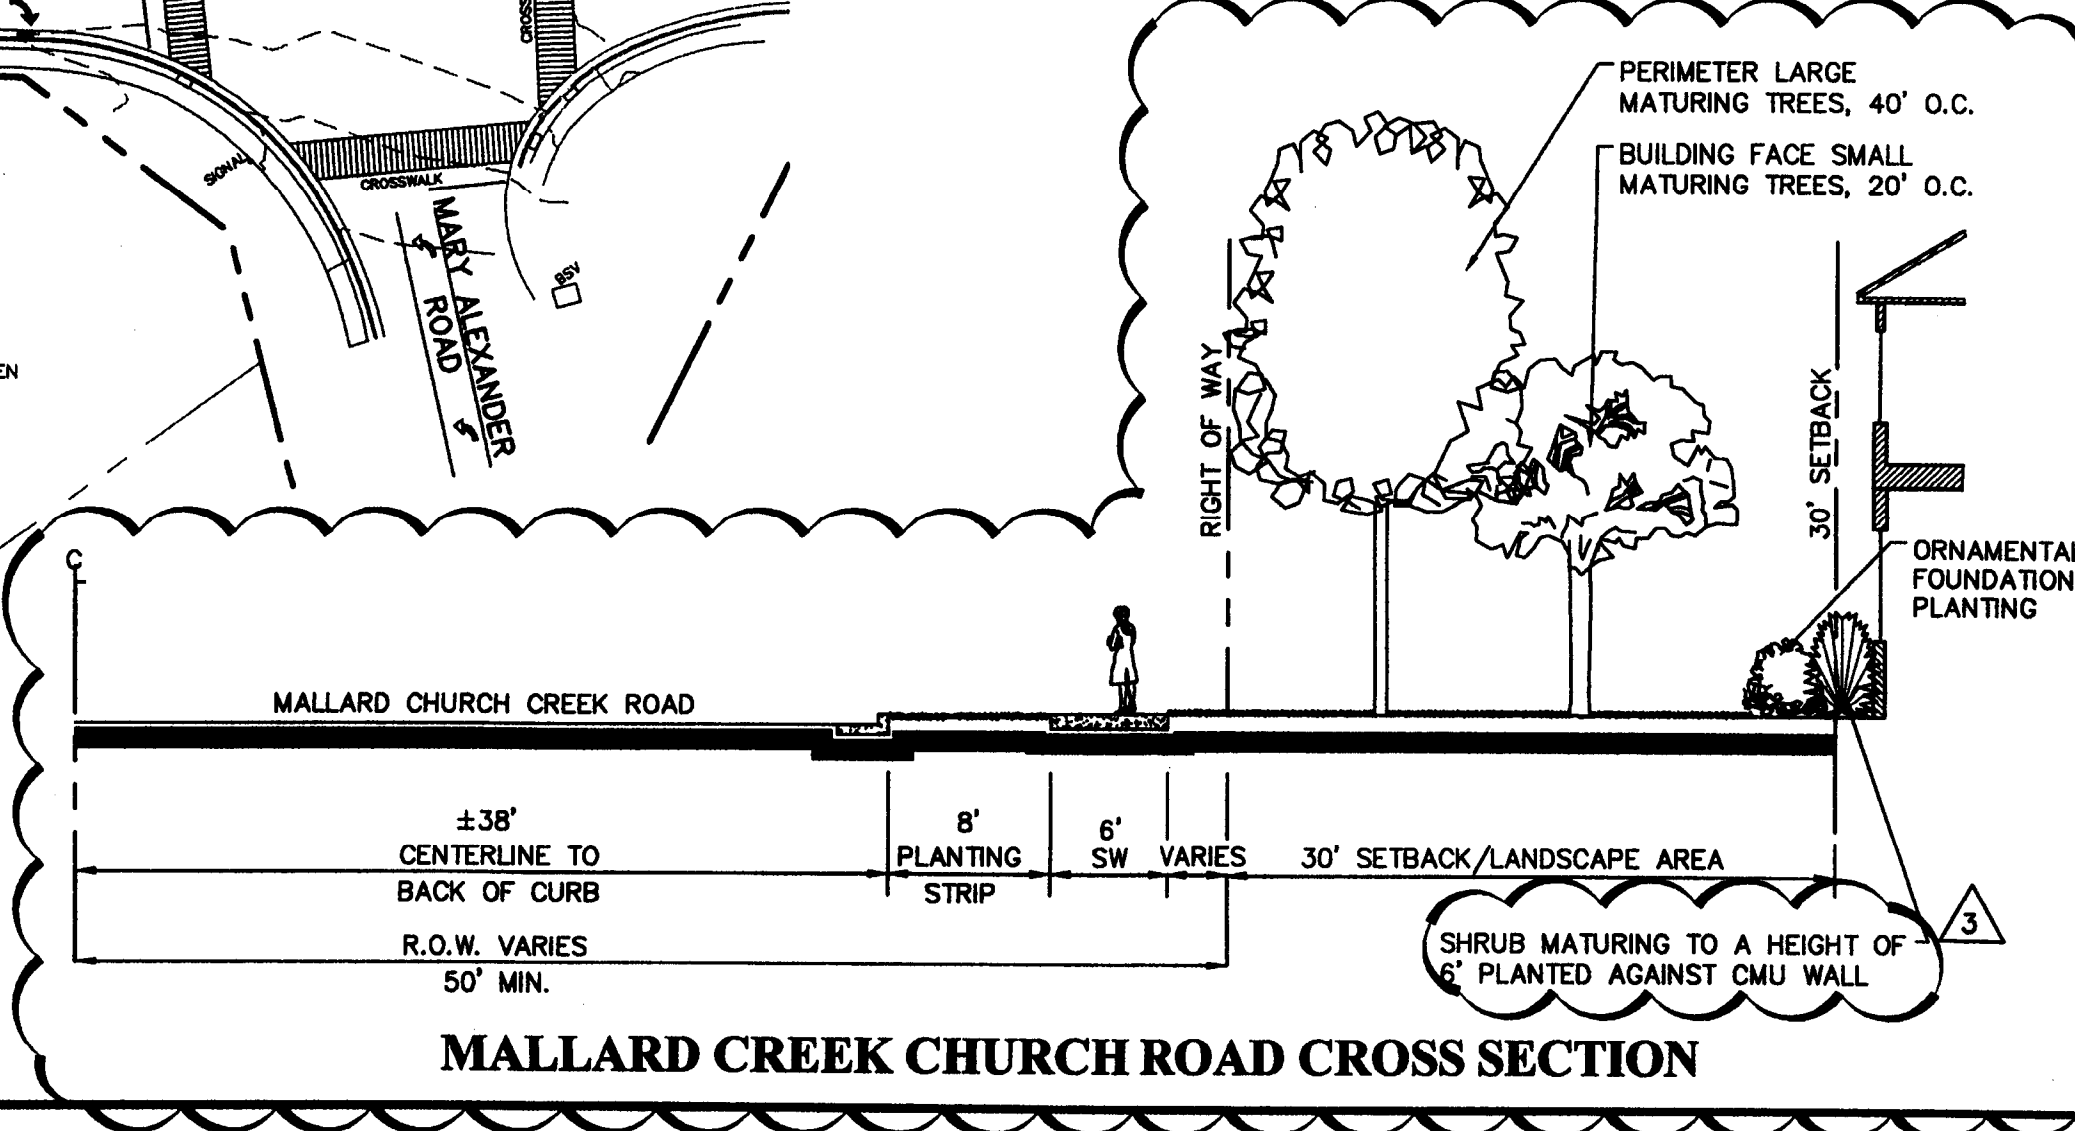 CROSS
SIGNAL
CROSSWALK
MARY ALEXANDER
ROAD
BSV
EN
PERIMETER LARGE
MATURING TREES, 40' O.C.
BUILDING FACE SMALL
MATURING TREES, 20' O.C.
RIGHT OF WAY
30' SETBACK
ORNAMENTAL
FOUNDATION
PLANTING
MALLARD CHURCH CREEK ROAD
±38'
CENTERLINE TO
BACK OF CURB
8'
PLANTING
STRIP
6'
SW
VARIES
30' SETBACK/LANDSCAPE AREA
R.O.W. VARIES
50' MIN.
SHRUB MATURING TO A HEIGHT OF
6' PLANTED AGAINST CMU WALL
3
MALLARD CREEK CHURCH ROAD CROSS SECTION